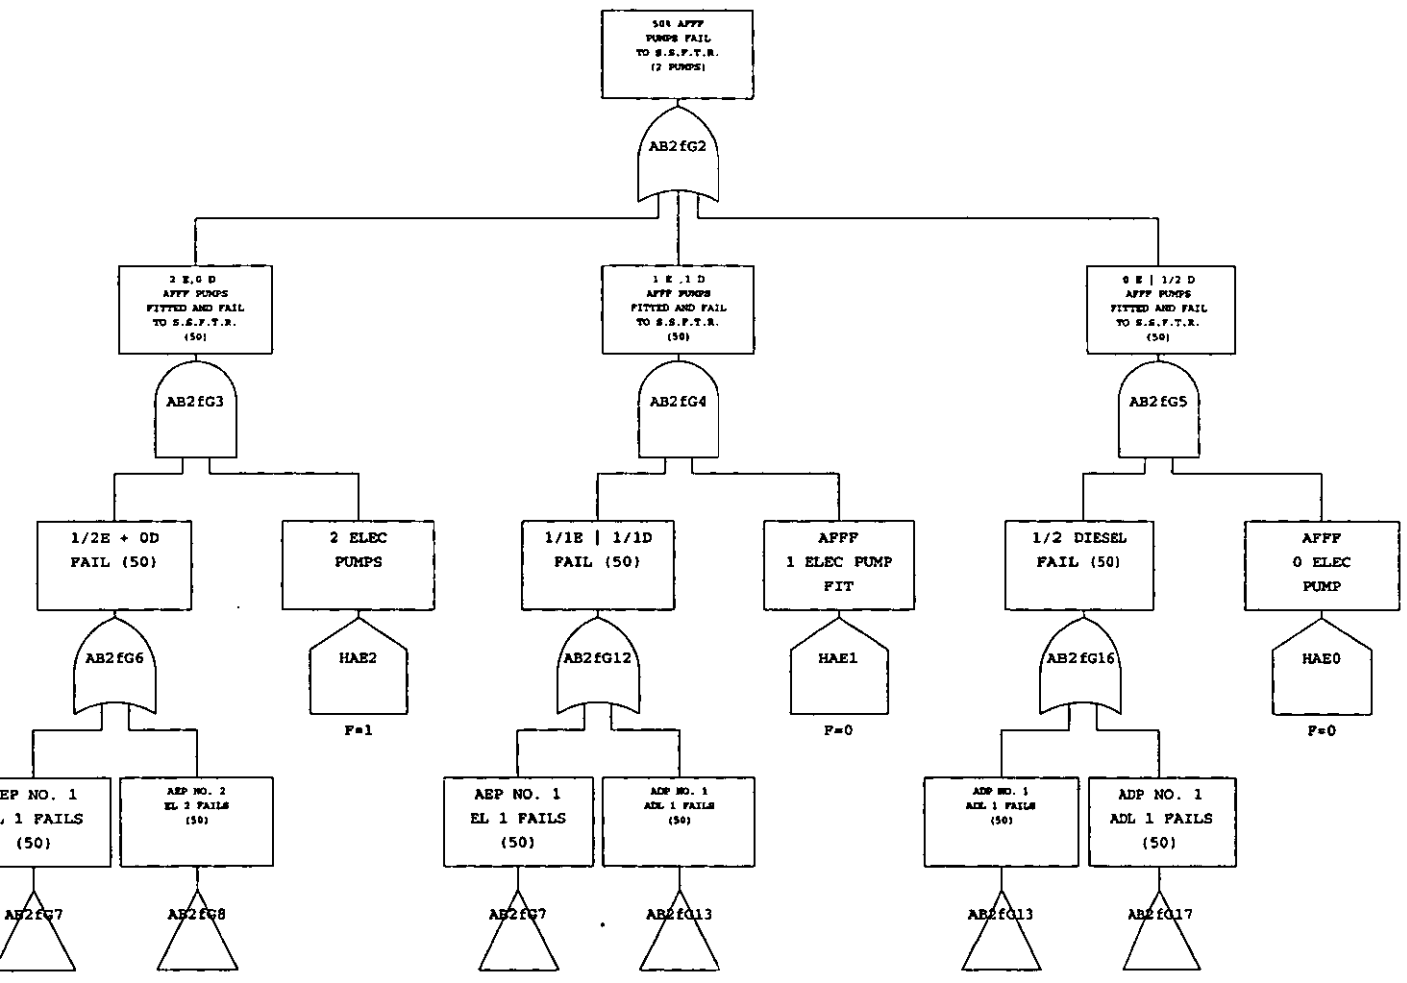 50% AFFF
PUMPS FAIL
TO S.S.F.T.R.
(2 PUMPS)
AB2fG2
2 E,0 D
AFFF PUMPS
FITTED AND FAIL
TO S.S.F.T.R.
(50)
1 E ,1 D
AFFF PUMPS
FITTED AND FAIL
TO S.S.F.T.R.
(50)
0 E | 1/2 D
AFFF PUMPS
FITTED AND FAIL
TO S.S.F.T.R.
(50)
AB2fG3
AB2fG4
AB2fG5
1/2E + 0D
FAIL (50)
2 ELEC
PUMPS
1/1E | 1/1D
FAIL (50)
AFFF
1 ELEC PUMP
FIT
1/2 DIESEL
FAIL (50)
AFFF
0 ELEC
PUMP
AB2fG6
HAE2
AB2fG12
HAE1
AB2fG16
HAE0
F=1
F=0
F=0
EP NO. 1
L 1 FAILS
(50)
AEP NO. 2
EL 2 FAILS
(50)
AEP NO. 1
EL 1 FAILS
(50)
ADP NO. 1
ADL 1 FAILS
(50)
ADP NO. 1
ADL 1 FAILS
(50)
ADP NO. 1
ADL 1 FAILS
(50)
AB2fG7
AB2fG8
AB2fG7
AB2fG13
AB2fG13
AB2fG17